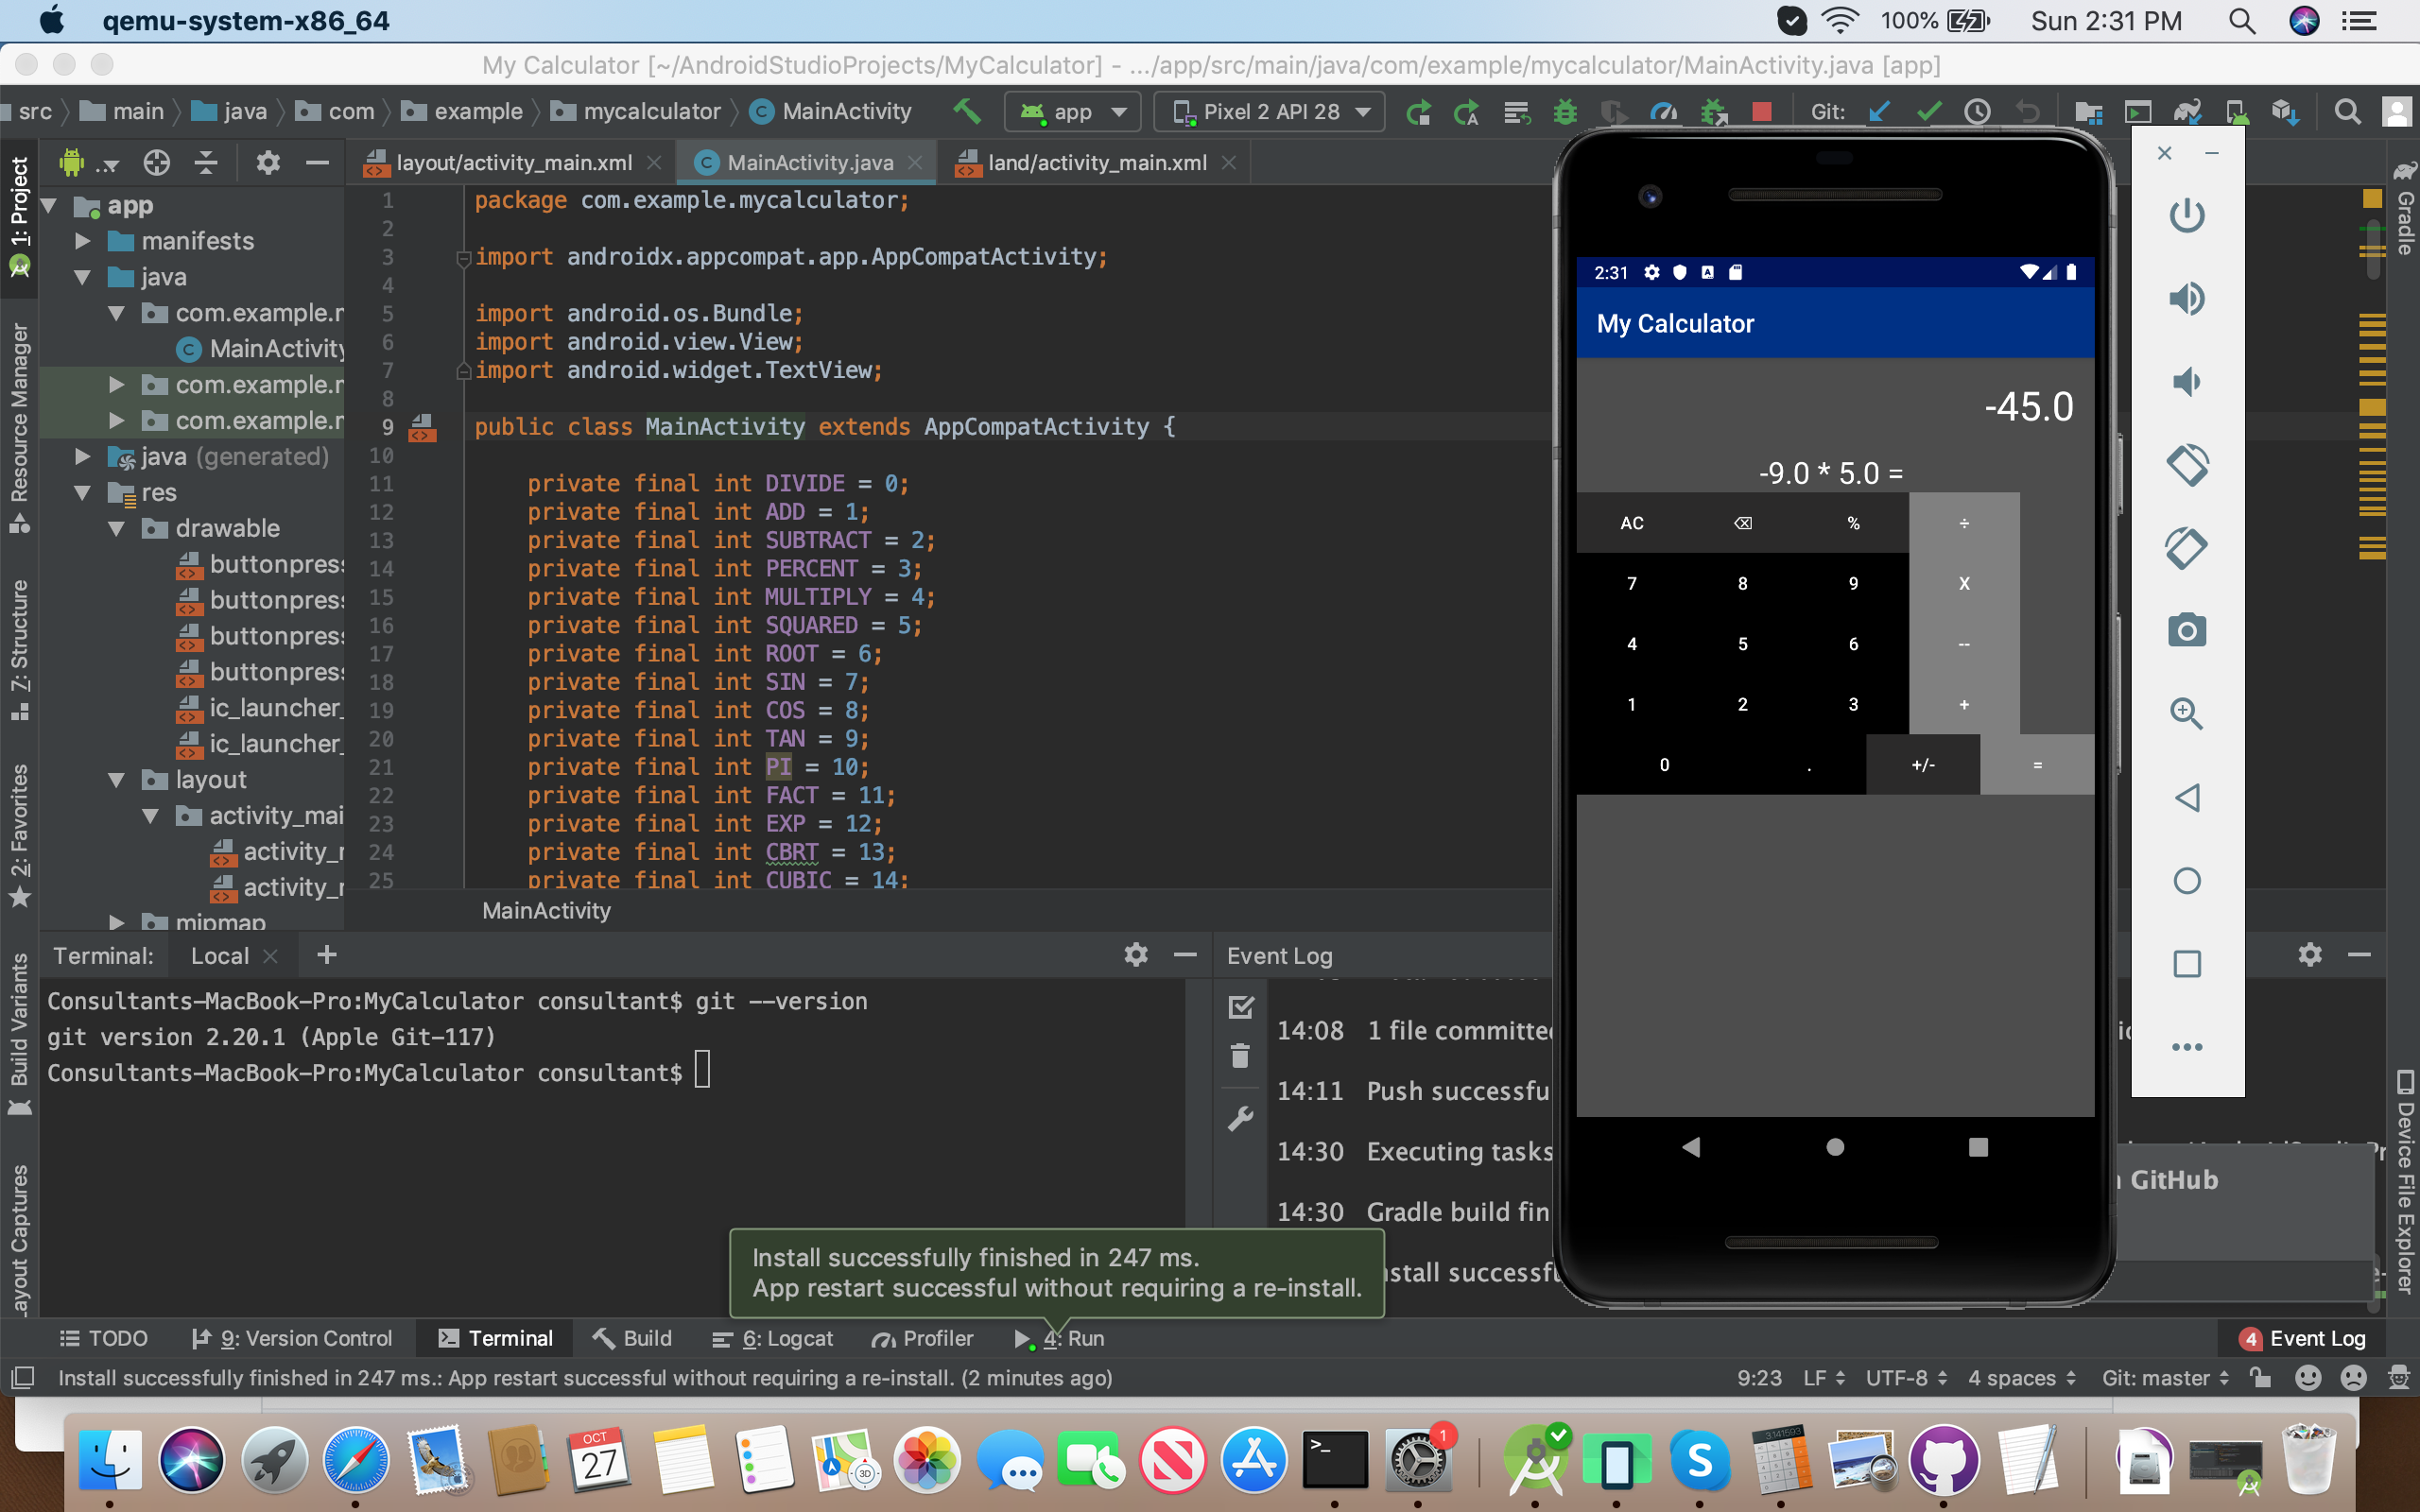 qemu-system-x86_64
100%
Sun 2:31 PM
My Calculator [~/AndroidStudioProjects/MyCalculator] - .../app/src/main/java/com/example/mycalculator/MainActivity.java [app]
src main java com example mycalculator MainActivity
app
Pixel 2 API 28
Git:
layout/activity_main.xml
MainActivity.java
land/activity_main.xml
1: Project
Resource Manager
7: Structure
2: Favorites
Build Variants
Layout Captures
Gradle
Device File Explorer
app
manifests
java
com.example.r
MainActivity
com.example.r
com.example.r
java (generated)
res
drawable
buttonpres
buttonpres
buttonpres
buttonpres
ic_launcher_
ic_launcher_
layout
activity_mai
activity_r
activity_r
mipmap
1 package com.example.mycalculator;
2
3 import androidx.appcompat.app.AppCompatActivity;
4
5 import android.os.Bundle;
6 import android.view.View;
7 import android.widget.TextView;
8
9 public class MainActivity extends AppCompatActivity {
10
11 private final int DIVIDE = 0;
12 private final int ADD = 1;
13 private final int SUBTRACT = 2;
14 private final int PERCENT = 3;
15 private final int MULTIPLY = 4;
16 private final int SQUARED = 5;
17 private final int ROOT = 6;
18 private final int SIN = 7;
19 private final int COS = 8;
20 private final int TAN = 9;
21 private final int PI = 10;
22 private final int FACT = 11;
23 private final int EXP = 12;
24 private final int CBRT = 13;
25 private final int CUBIC = 14;
MainActivity
2:31
My Calculator
-45.0
-9.0 * 5.0 =
AC % ÷
7 8 9 X
4 5 6 --
1 2 3 +
0 . +/- =
Terminal: Local
Consultants-MacBook-Pro:MyCalculator consultant$ git --version
git version 2.20.1 (Apple Git-117)
Consultants-MacBook-Pro:MyCalculator consultant$
Event Log
14:08 1 file committe
14:11 Push successfu
14:30 Executing tasks
14:30 Gradle build fin
stall successf
GitHub
Install successfully finished in 247 ms.
App restart successful without requiring a re-install.
TODO
9: Version Control
Terminal
Build
6: Logcat
Profiler
4: Run
4 Event Log
Install successfully finished in 247 ms.: App restart successful without requiring a re-install. (2 minutes ago)
9:23 LF UTF-8 4 spaces Git: master
OCT
27
3D
1
3.141593